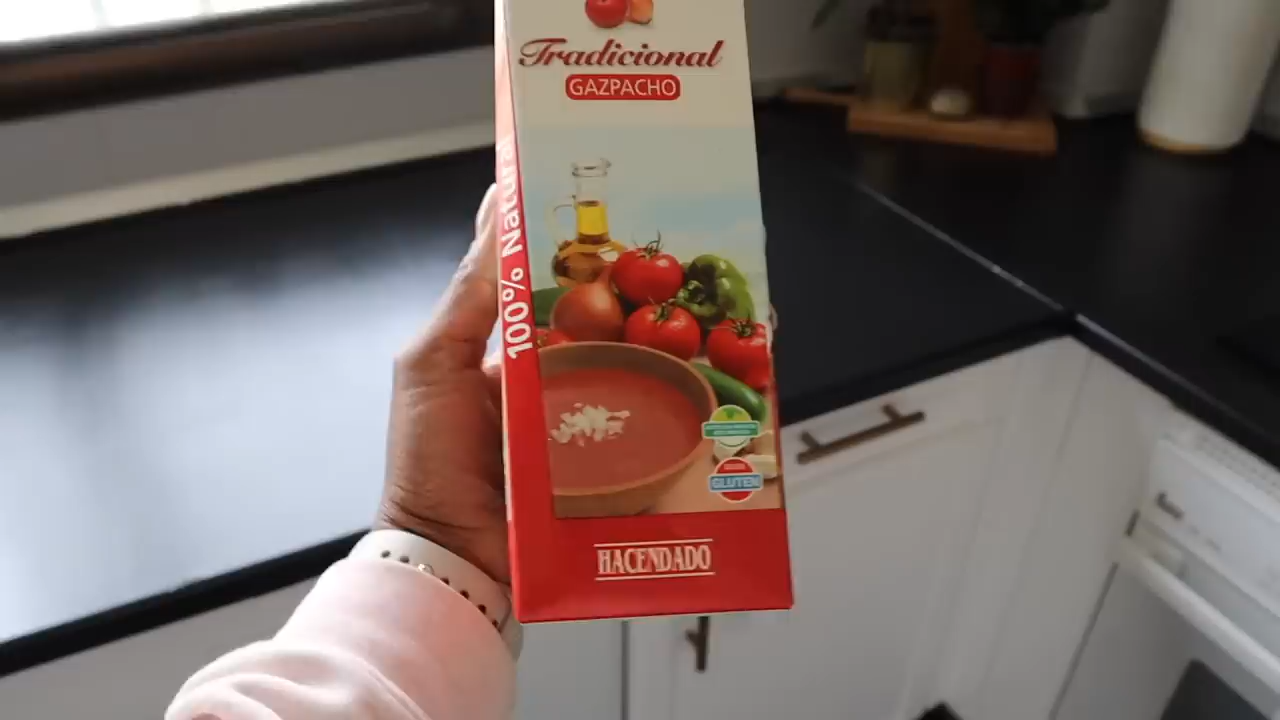 Tradicional
GAZPACHO
100% Natural
GLUTEN
HACENDADO